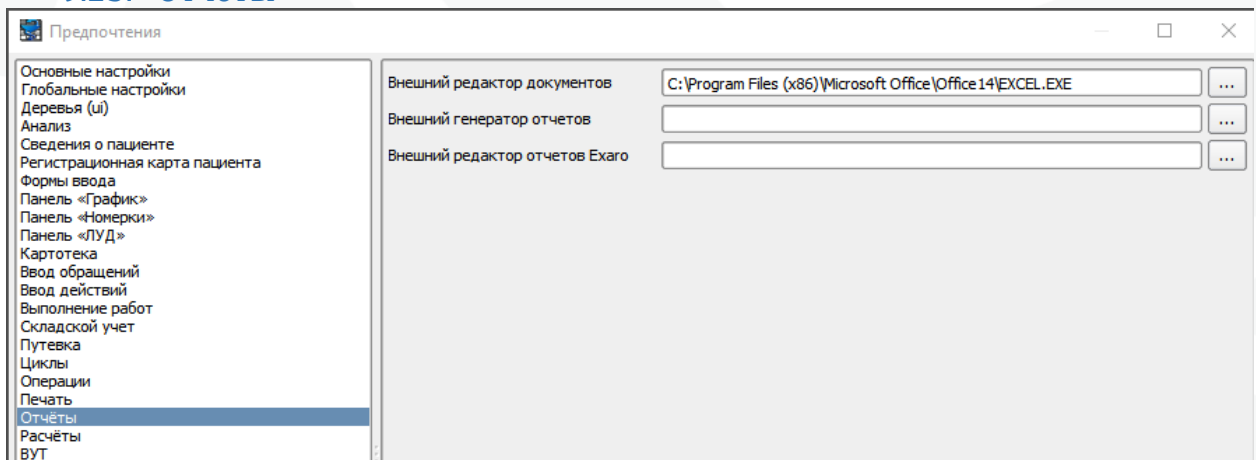 Предпочтения
Основные настройки
Глобальные настройки
Деревья (ui)
Анализ
Сведения о пациенте
Регистрационная карта пациента
Формы ввода
Панель «График»
Панель «Номерки»
Панель «ЛУД»
Картотека
Ввод обращений
Ввод действий
Выполнение работ
Складской учет
Путевка
Циклы
Операции
Печать
Отчёты
Расчёты
ВУТ
Внешний редактор документов C:\Program Files (x86)\Microsoft Office\Office14\EXCEL.EXE ...
Внешний генератор отчетов ...
Внешний редактор отчетов Exaro ...